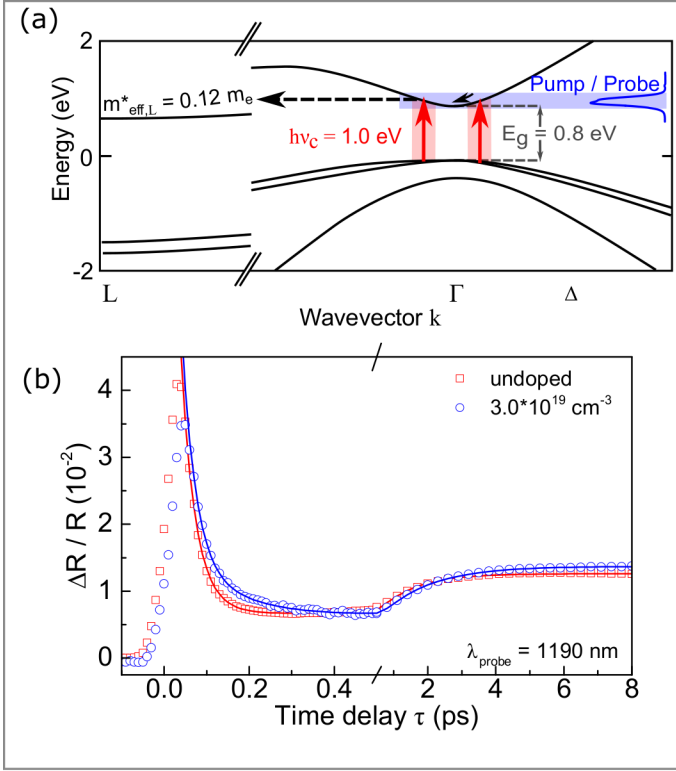 (a)
2
0
-2
Energy (eV)
m*eff,L = 0.12 me
Pump / Probe
hνc = 1.0 eV
Eg = 0.8 eV
L
Γ
Δ
Wavevector k
(b)
undoped
3.0*10^19 cm^-3
4
2
1
0
ΔR / R (10^-2)
λprobe = 1190 nm
0.0
0.2
0.4
2
4
6
8
Time delay τ (ps)